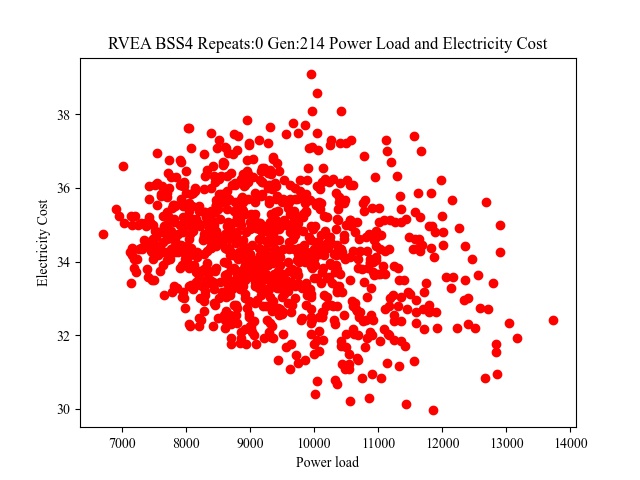 RVEA BSS4 Repeats:0 Gen:214 Power Load and Electricity Cost
38
36
34
32
30
Electricity Cost
7000 8000 9000 10000 11000 12000 13000 14000
Power load